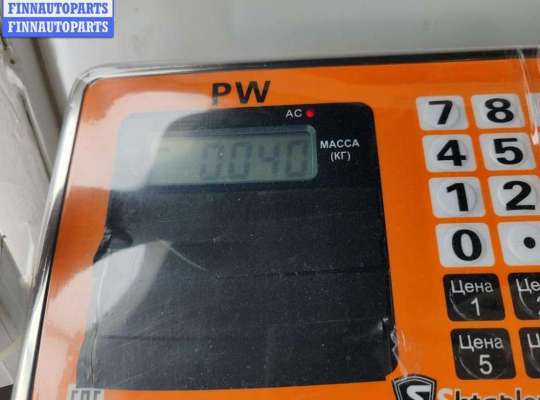 FINNAUTOPARTS
FINNAUTOPARTS
PW
AC
МАССА
(КГ)
0.040
7 8
4 5
1 2
0 .
Цена
1
Цена
5